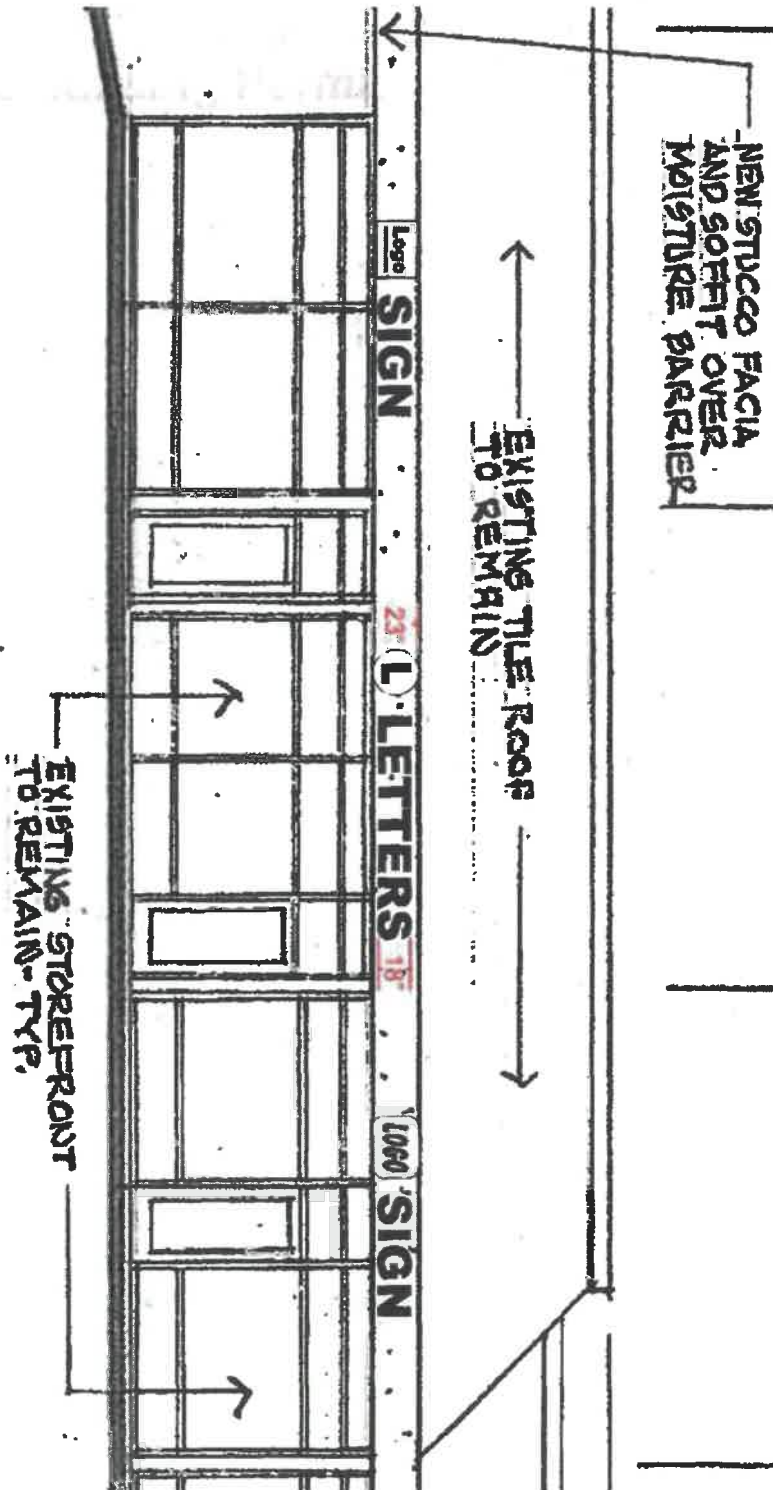 NEW STUCCO FACIA
AND SOFFIT OVER
MOISTURE BARRIER
EXISTING TILE ROOF
TO REMAIN
Logo SIGN
23" L LETTERS 18"
LOGO SIGN
EXISTING STOREFRONT
TO REMAIN-TYP.